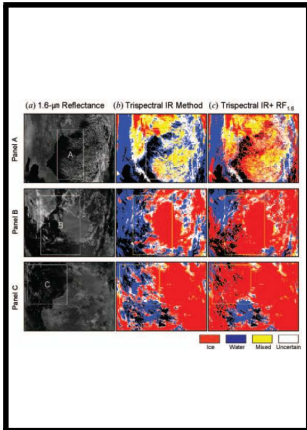 (a) 1.6-μm Reflectance (b) Trispectral IR Method (c) Trispectral IR+ RF1.6
Panel A
A
Panel B
B
Panel C
C
Ice Water Mixed Uncertain